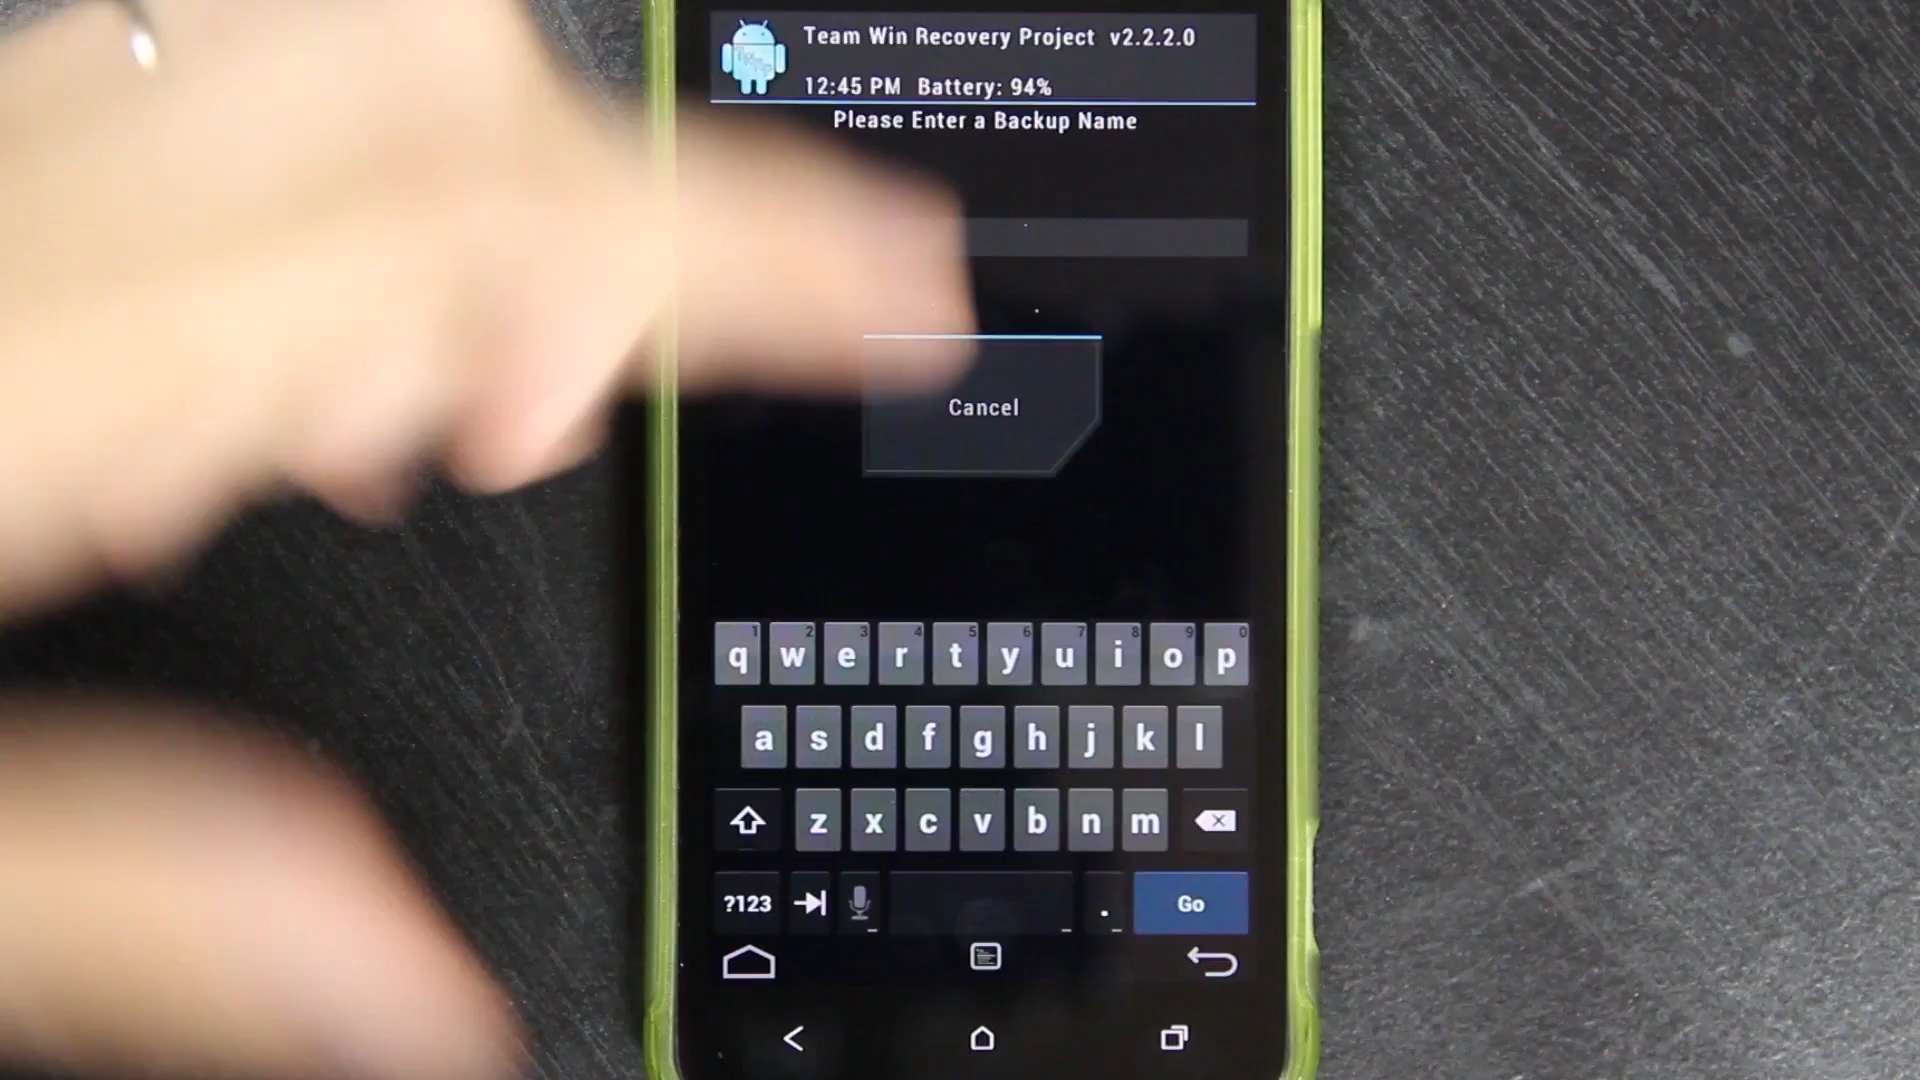 Team Win Recovery Project v2.2.2.0
12:45 PM Battery: 94%
Please Enter a Backup Name
Cancel
1 2 3 4 5 6 7 8 9 0
q w e r t y u i o p
a s d f g h j k l
z x c v b n m
?123 . Go